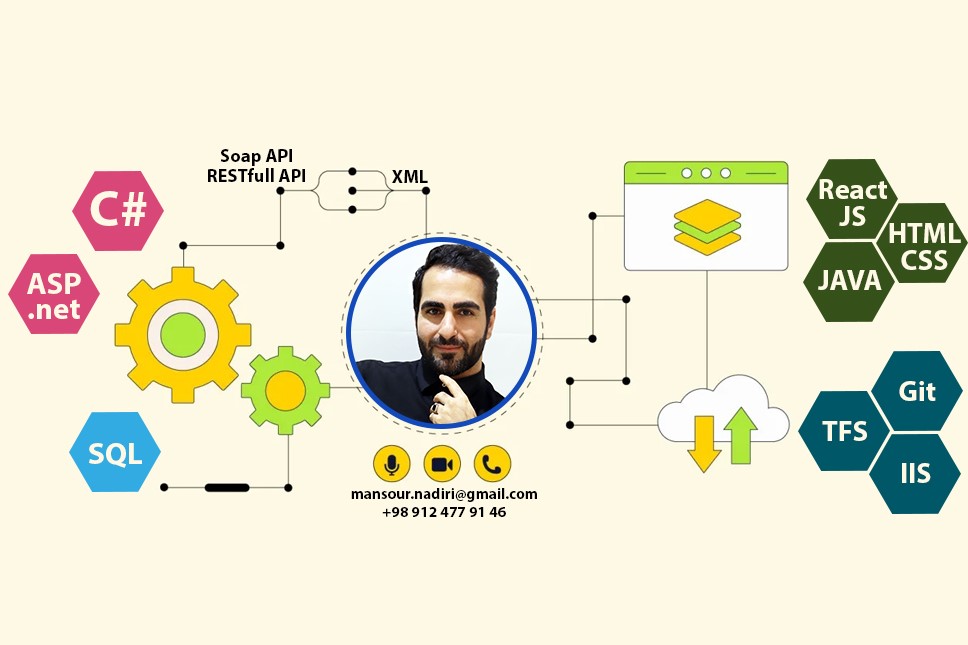 Soap API
RESTfull API
XML
C#
ASP
.net
SQL
mansour.nadiri@gmail.com
+98 912 477 91 46
React
JS
HTML
CSS
JAVA
Git
TFS
IIS